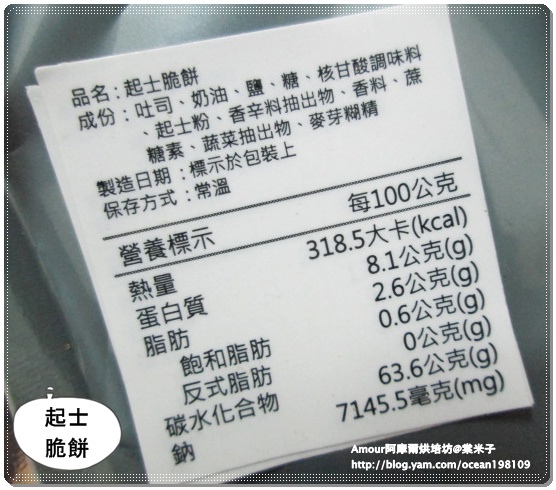 品名：起士脆餅
成份：吐司、奶油、鹽、糖、核甘酸調味料
、起士粉、香辛料抽出物、香料、蔗
糖素、蔬菜抽出物、麥芽糊精
製造日期：標示於包裝上
保存方式：常溫
營養標示 每100公克
熱量 318.5大卡(kcal)
蛋白質 8.1公克(g)
脂肪 2.6公克(g)
飽和脂肪 0.6公克(g)
反式脂肪 0公克(g)
碳水化合物 63.6公克(g)
鈉 7145.5毫克(mg)
起士
脆餅
Amour阿摩爾烘培坊@棠米子
http://blog.yam.com/ocean198109